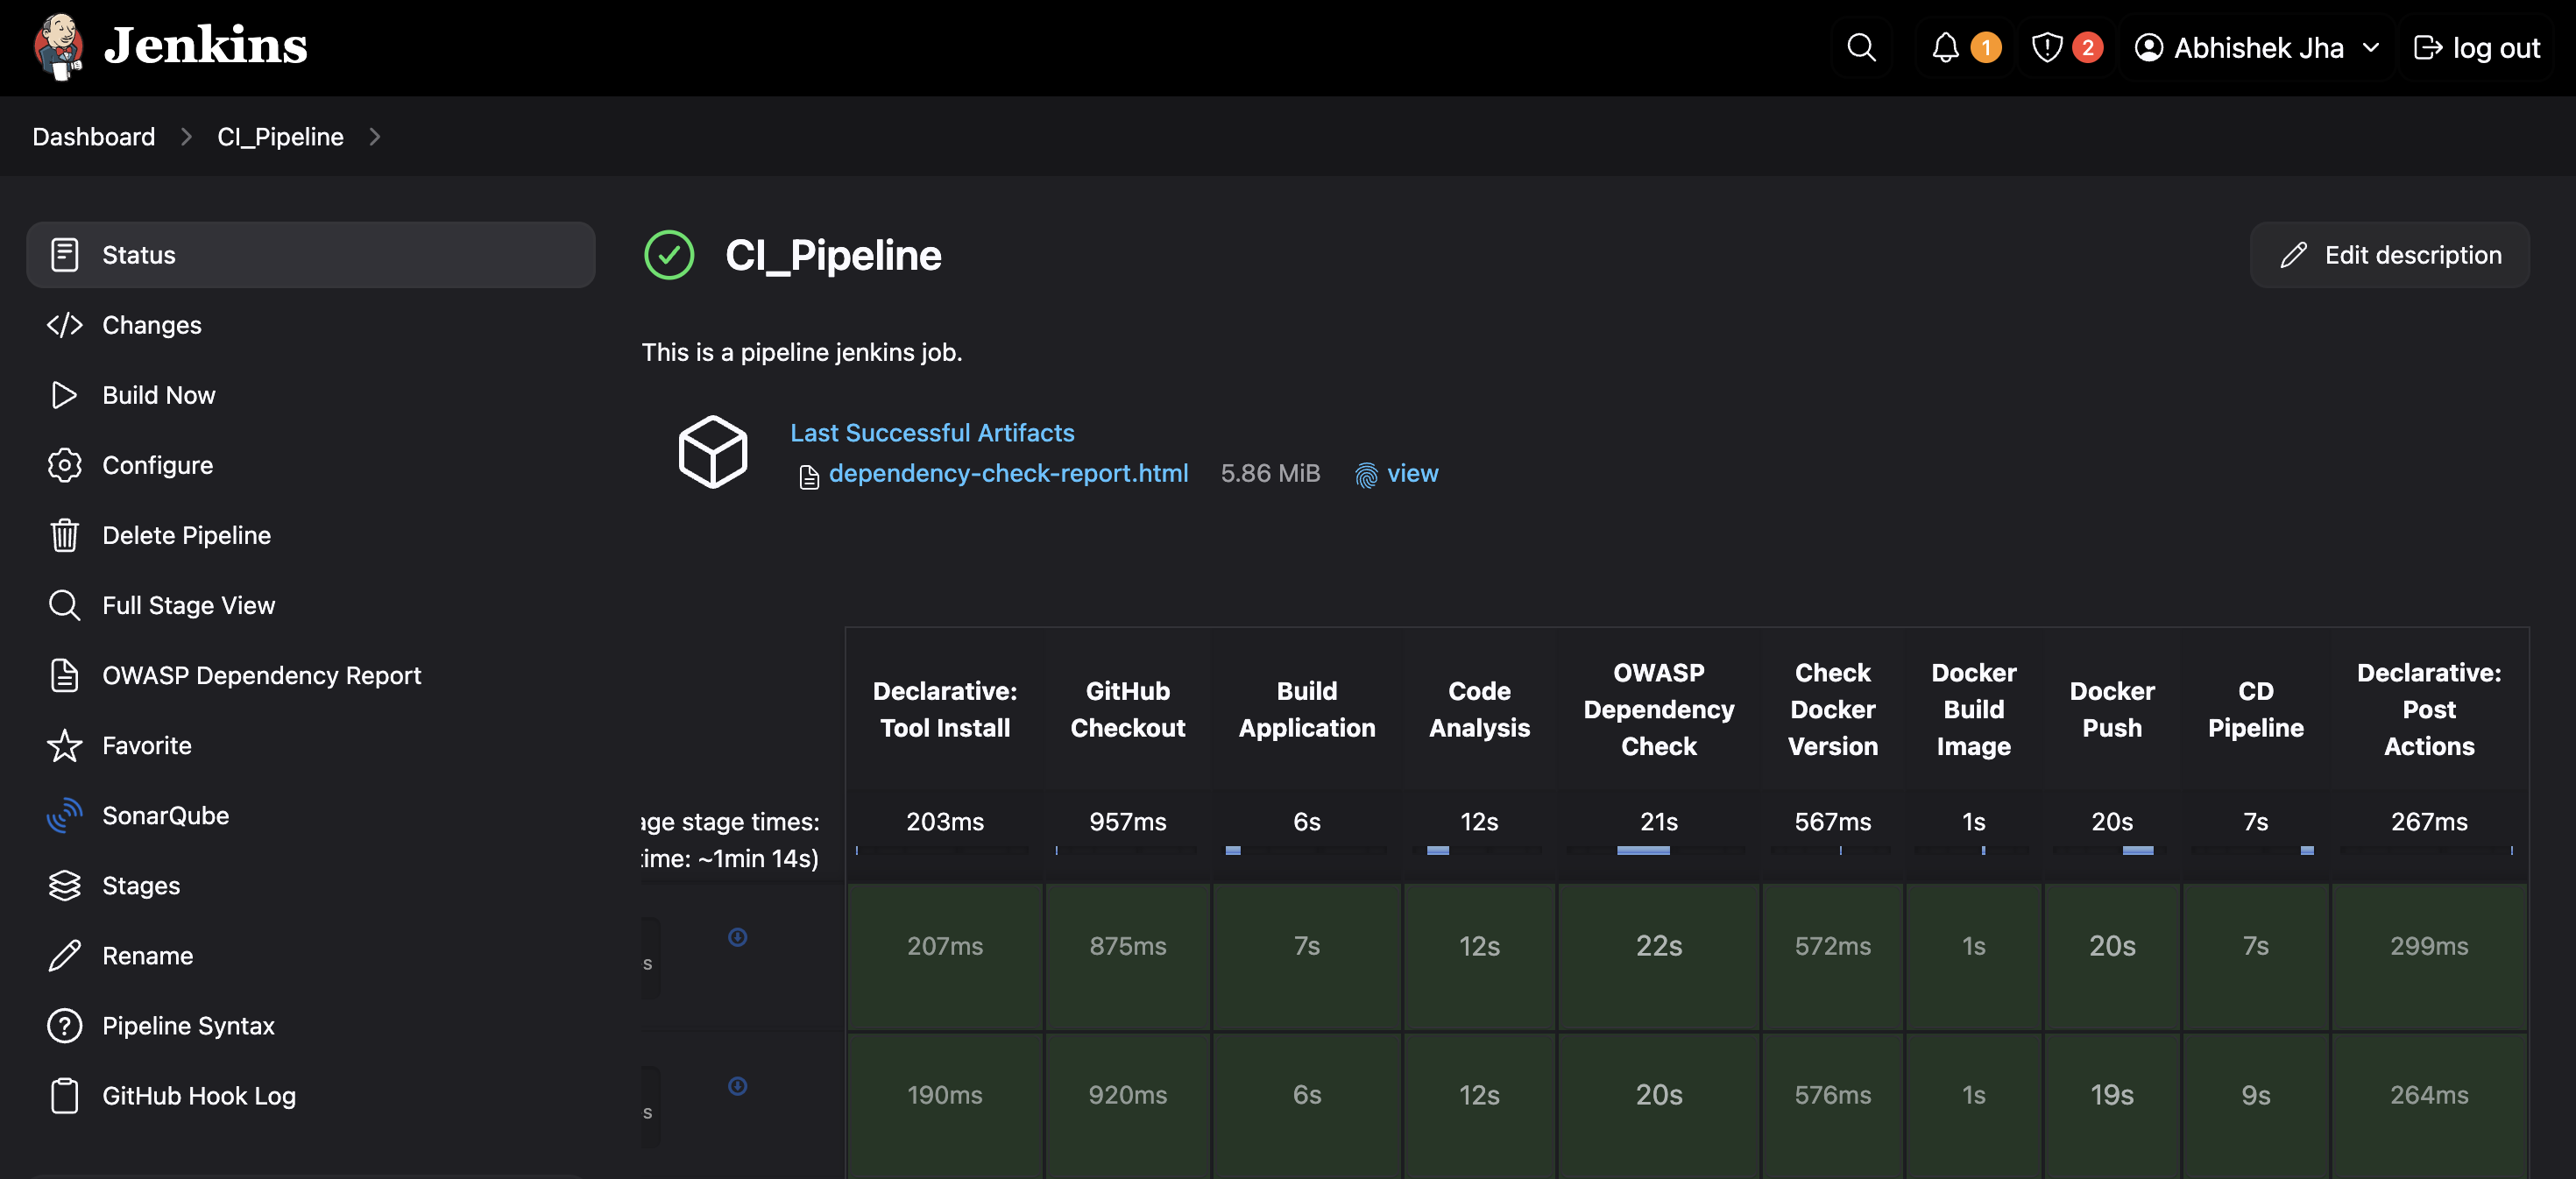 Jenkins
1
2
Abhishek Jha
log out
Dashboard
CI_Pipeline
Status
Changes
Build Now
Configure
Delete Pipeline
Full Stage View
OWASP Dependency Report
Favorite
SonarQube
Stages
Rename
Pipeline Syntax
GitHub Hook Log
CI_Pipeline
Edit description
This is a pipeline jenkins job.
Last Successful Artifacts
dependency-check-report.html 5.86 MiB view
Declarative:
Tool Install
GitHub
Checkout
Build
Application
Code
Analysis
OWASP
Dependency
Check
Check
Docker
Version
Docker
Build
Image
Docker
Push
CD
Pipeline
Declarative:
Post
Actions
stage times:
~1min 14s)
203ms 957ms 6s 12s 21s 567ms 1s 20s 7s 267ms
s
207ms 875ms 7s 12s 22s 572ms 1s 20s 7s 299ms
s
190ms 920ms 6s 12s 20s 576ms 1s 19s 9s 264ms